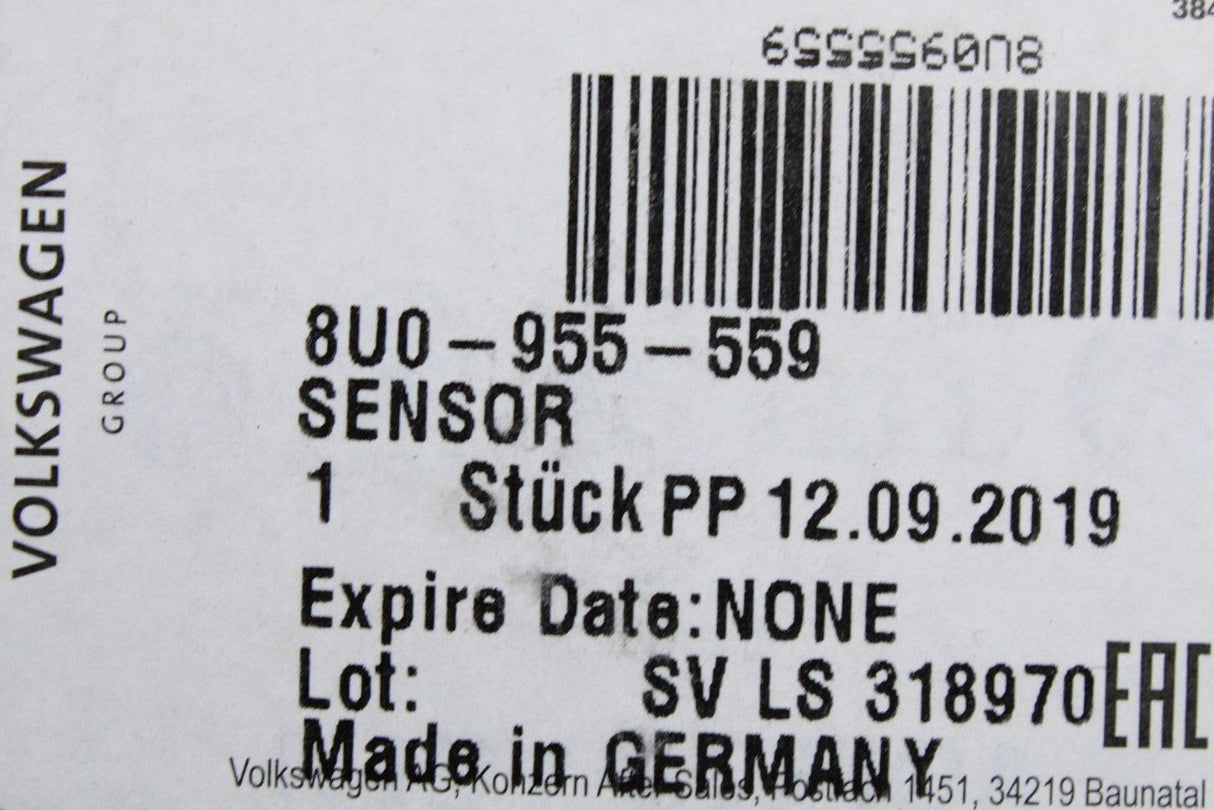 384
8U0955559
VOLKSWAGEN
GROUP
8U0-955-559
SENSOR
1 Stück PP 12.09.2019
Expire Date:NONE
Lot: SV LS 318970
EAC
Made in GERMANY
Volkswagen AG, Konzern After Sales, Postfach 1451, 34219 Baunatal